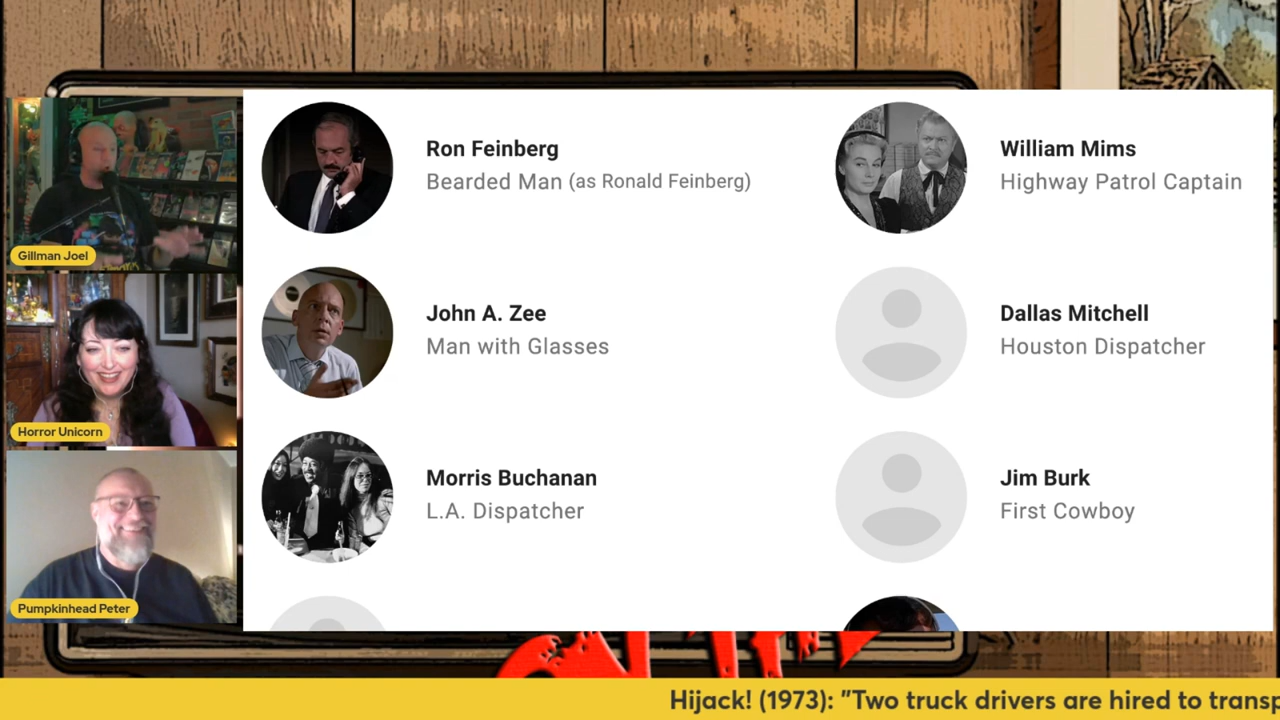 Gillman Joel
Horror Unicorn
Pumpkinhead Peter
Ron Feinberg
Bearded Man (as Ronald Feinberg)
William Mims
Highway Patrol Captain
John A. Zee
Man with Glasses
Dallas Mitchell
Houston Dispatcher
Morris Buchanan
L.A. Dispatcher
Jim Burk
First Cowboy
Hijack! (1973): "Two truck drivers are hired to transp